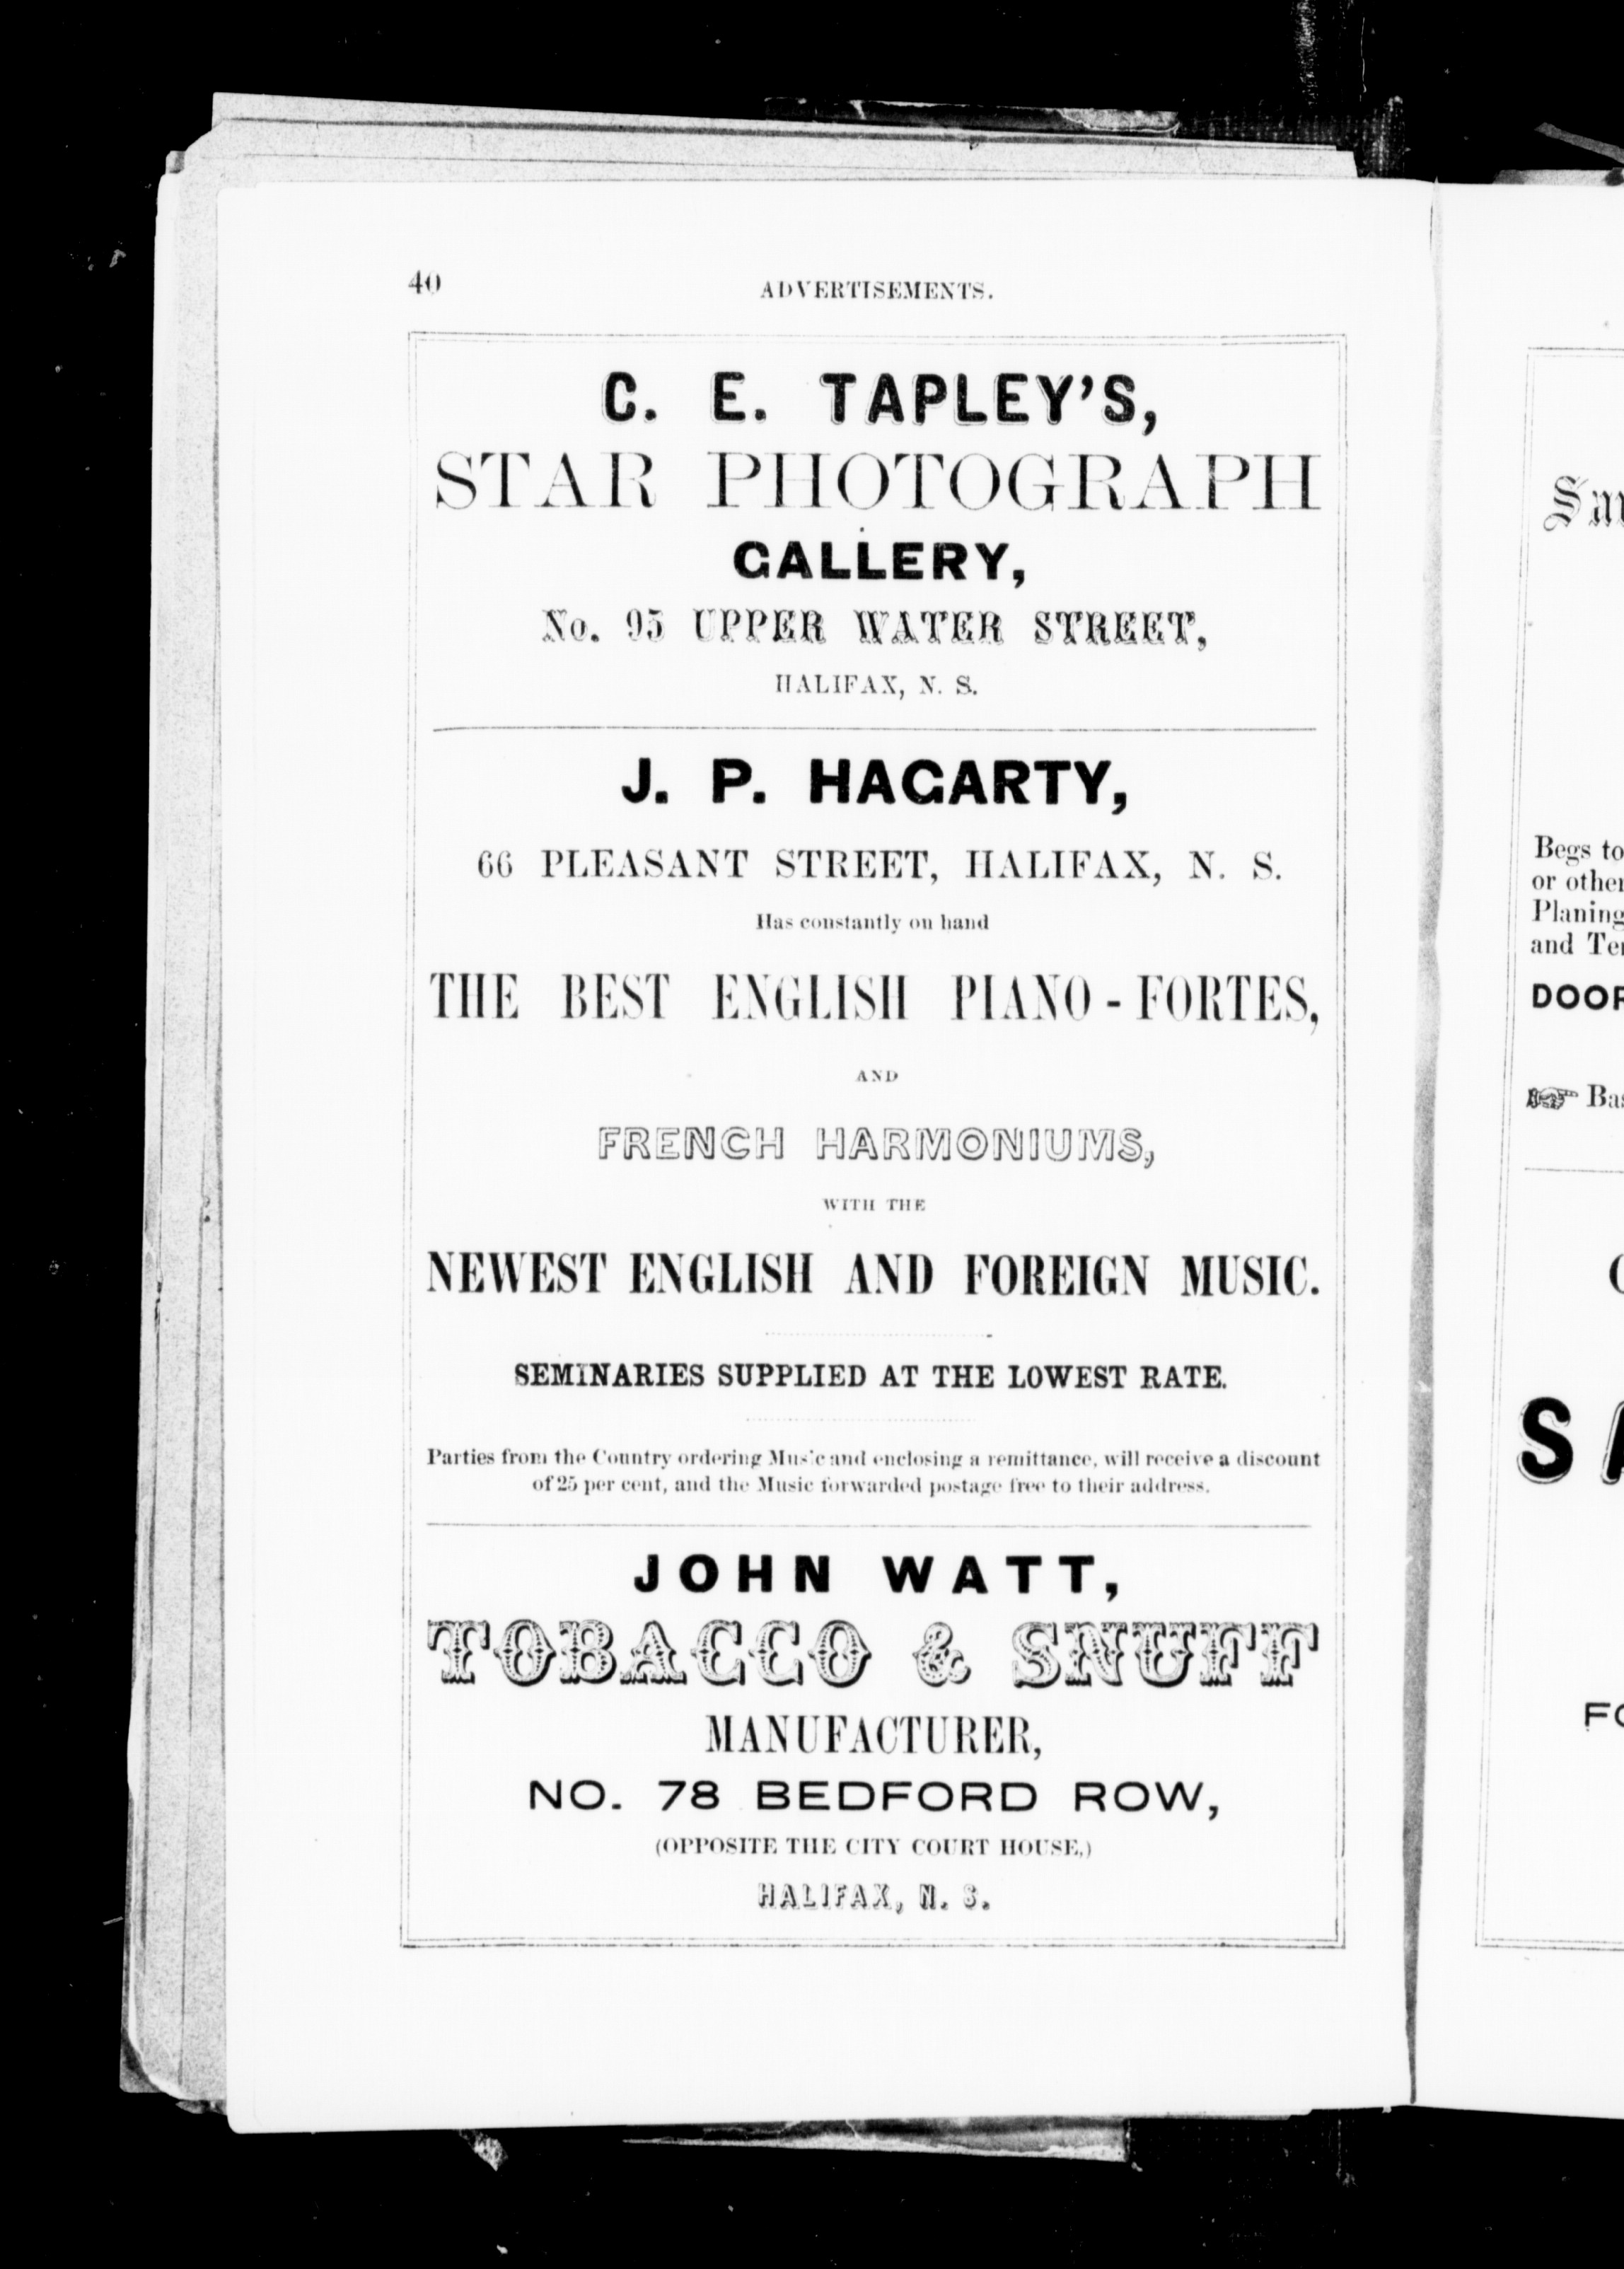 40
ADVERTISEMENTS.
C. E. TAPLEY'S,
STAR PHOTOGRAPH
GALLERY,
No. 95 UPPER WATER STREET,
HALIFAX, N. S.
J. P. HAGARTY,
66 PLEASANT STREET, HALIFAX, N. S.
Has constantly on hand
THE BEST ENGLISH PIANO-FORTES,
AND
FRENCH HARMONIUMS,
WITH THE
NEWEST ENGLISH AND FOREIGN MUSIC.
SEMINARIES SUPPLIED AT THE LOWEST RATE.
Parties from the Country ordering Music and enclosing a remittance, will receive a discount
of 25 per cent, and the Music forwarded postage free to their address.
JOHN WATT,
TOBACCO & SNUFF
MANUFACTURER,
NO. 78 BEDFORD ROW,
(OPPOSITE THE CITY COURT HOUSE,)
HALIFAX, N. S.
Begs to
or other
Planing
and